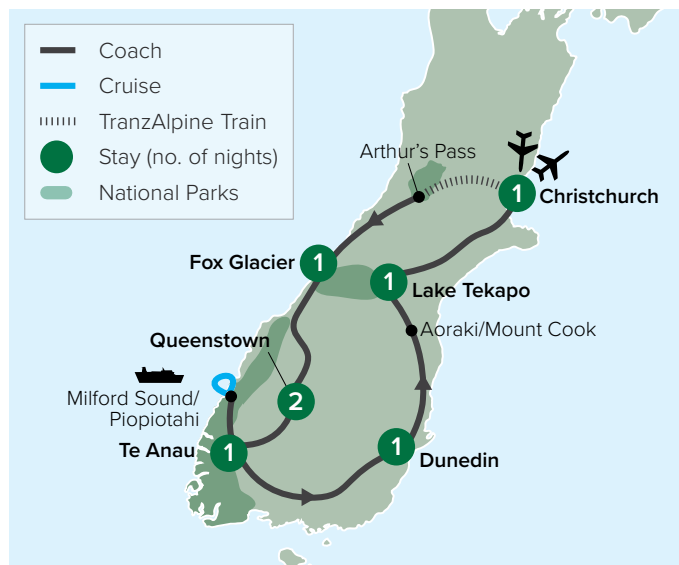 Coach
Cruise
TranzAlpine Train
Stay (no. of nights)
National Parks
Arthur's Pass
1
Christchurch
Fox Glacier
1
1
Lake Tekapo
Queenstown
Aoraki/Mount Cook
Milford Sound/
Piopiotahi
2
Te Anau
1
1
Dunedin